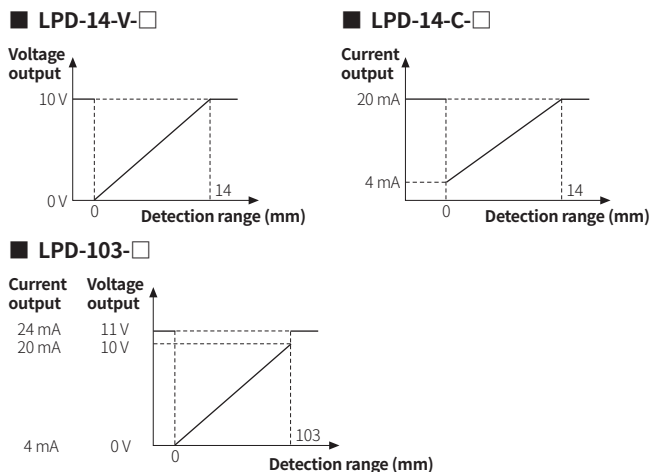 ■ LPD-14-V-□
Voltage
output
10 V
0 V
0
14
Detection range (mm)
■ LPD-14-C-□
Current
output
20 mA
4 mA
0
14
Detection range (mm)
■ LPD-103-□
Current
output
Voltage
output
24 mA
11 V
20 mA
10 V
4 mA
0 V
0
103
Detection range (mm)